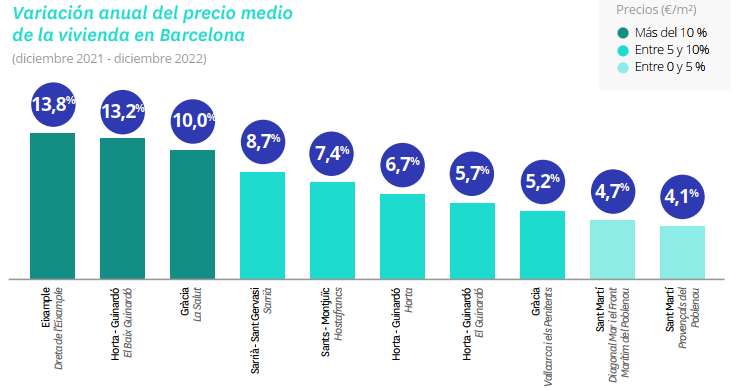 Variación anual del precio medio
de la vivienda en Barcelona
(diciembre 2021 - diciembre 2022)
Precios (€/m²)
Más del 10 %
Entre 5 y 10%
Entre 0 y 5 %
13,8%
13,2%
10,0%
8,7%
7,4%
6,7%
5,7%
5,2%
4,7%
4,1%
Eixample
Dreta de l'Eixample
Horta - Guinardó
El Baix Guinardó
Gràcia
La Salut
Sarrià - Sant Gervasi
Sarrià
Sants - Montjüic
Hostafrancs
Horta - Guinardó
Horta
Horta - Guinardó
El Guinardó
Gràcia
Vallcarca i els Penitents
Sant Martí
Diagonal Mar i el Front
Marítim del Poblenou
Sant Martí
Provençals del
Poblenou